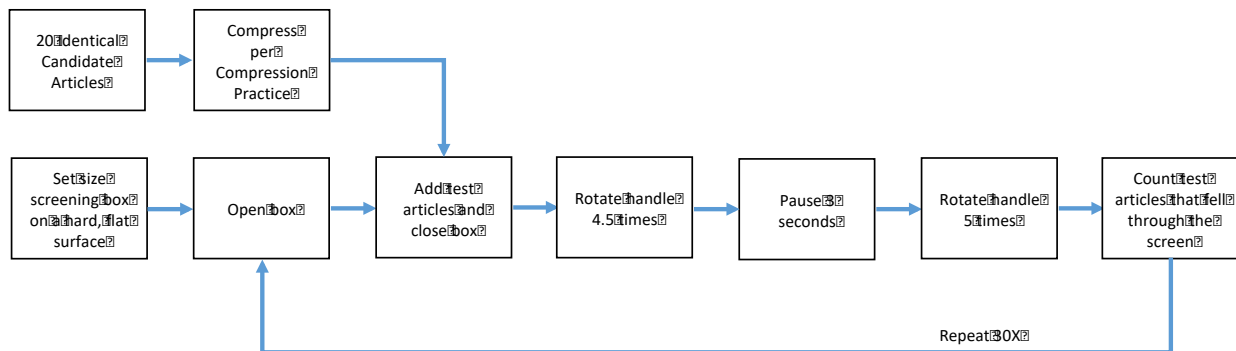 20 Identical
Candidate
Articles
Compress
per
Compression
Practice
Set size
screening box
on a hard, flat
surface
Open box
Add test
articles and
close box
Rotate handle
4.5 times
Pause 3
seconds
Rotate handle
5 times
Count test
articles that fell
through the
screen
Repeat 30X